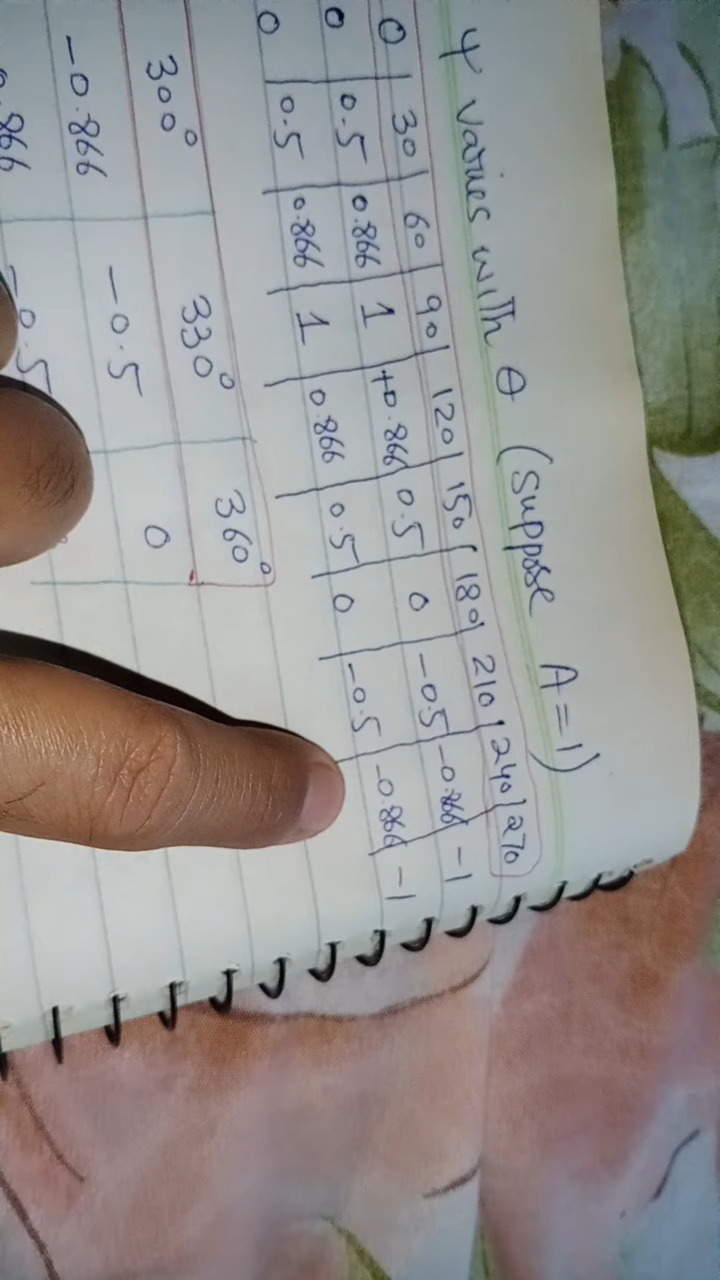 Ψ varies with θ (suppose A=1)
0 30 60 90 120 150 180 210 240 270
0 0.5 0.866 1 +0.866 0.5 0 -0.5 -0.866 -1
0 0.5 0.866 1 0.866 0.5 0 -0.5 -0.866 -1
300° 330° 360°
-0.866 -0.5 0
-0.5